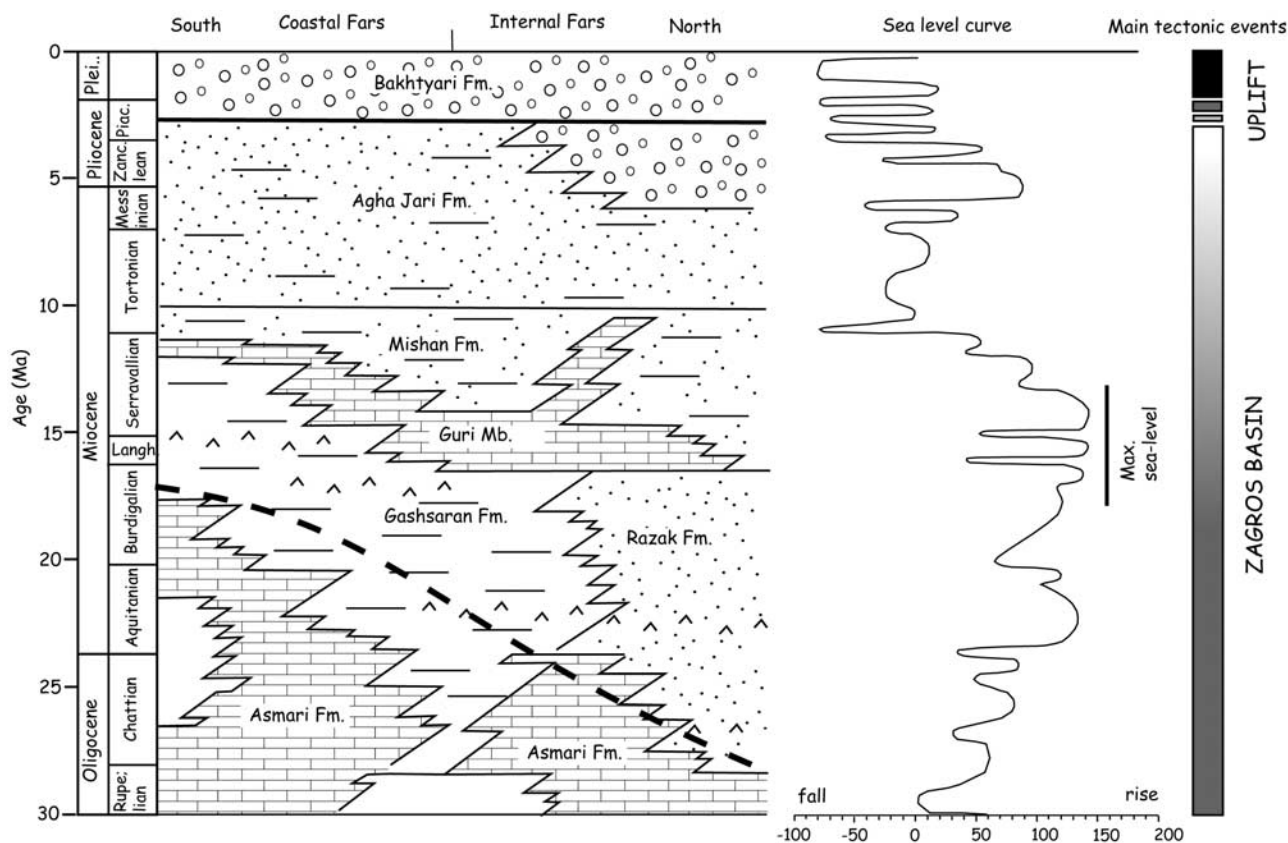 South
Coastal Fars
Internal Fars
North
Sea level curve
Main tectonic events
0
5
10
15
20
25
30
Age (Ma)
Plei..
Pliocene
Miocene
Oligocene
Piac.
Zanc.
lean
Mess
inian
Tortonian
Serravallian
Langh.
Burdigalian
Aquitanian
Chattian
Rupe;
lian
Bakhtyari Fm.
Agha Jari Fm.
Mishan Fm.
Guri Mb.
Gashsaran Fm.
Razak Fm.
Asmari Fm.
Asmari Fm.
Max.
sea-level
fall
rise
-100
-50
0
50
100
150
200
UPLIFT
ZAGROS BASIN